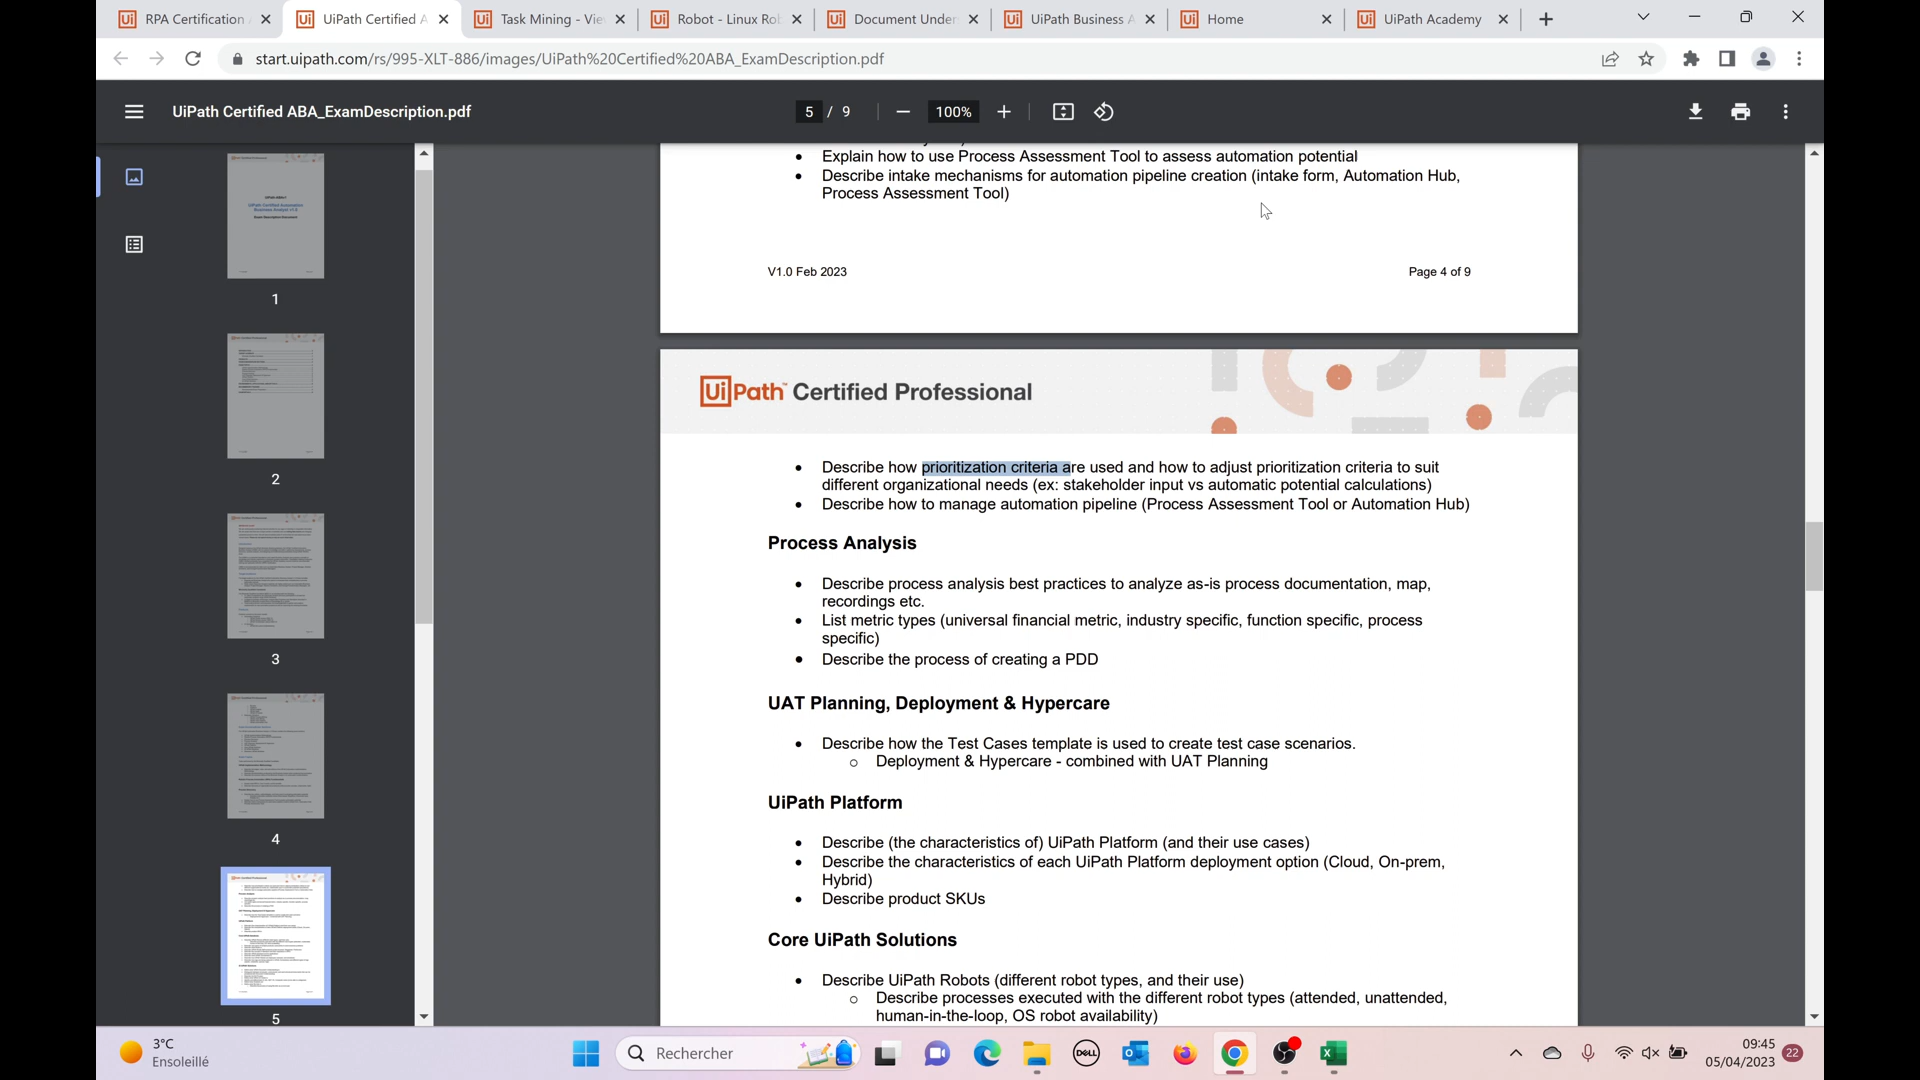 RPA Certification
UiPath Certified A
Task Mining - Vie
Robot - Linux Rob
Document Under
UiPath Business A
Home
UiPath Academy
start.uipath.com/rs/995-XLT-886/images/UiPath%20Certified%20ABA_ExamDescription.pdf
UiPath Certified ABA_ExamDescription.pdf
5 / 9
100%
• Explain how to use Process Assessment Tool to assess automation potential
• Describe intake mechanisms for automation pipeline creation (intake form, Automation Hub,
Process Assessment Tool)
V1.0 Feb 2023
Page 4 of 9
UiPath™ Certified Professional
• Describe how prioritization criteria are used and how to adjust prioritization criteria to suit
different organizational needs (ex: stakeholder input vs automatic potential calculations)
• Describe how to manage automation pipeline (Process Assessment Tool or Automation Hub)
Process Analysis
• Describe process analysis best practices to analyze as-is process documentation, map,
recordings etc.
• List metric types (universal financial metric, industry specific, function specific, process
specific)
• Describe the process of creating a PDD
UAT Planning, Deployment & Hypercare
• Describe how the Test Cases template is used to create test case scenarios.
o Deployment & Hypercare - combined with UAT Planning
UiPath Platform
• Describe (the characteristics of) UiPath Platform (and their use cases)
• Describe the characteristics of each UiPath Platform deployment option (Cloud, On-prem,
Hybrid)
• Describe product SKUs
Core UiPath Solutions
• Describe UiPath Robots (different robot types, and their use)
o Describe processes executed with the different robot types (attended, unattended,
human-in-the-loop, OS robot availability)
1
2
3
4
5
3°C
Ensoleillé
Rechercher
DELL
09:45
05/04/2023
22